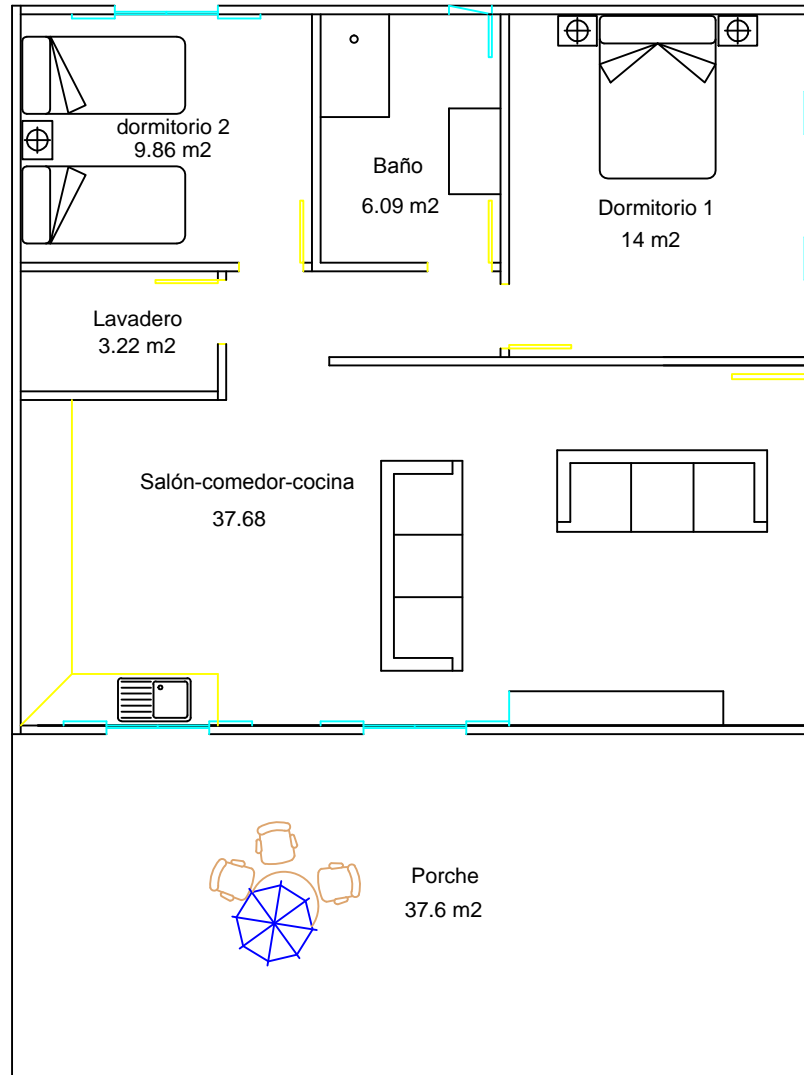 dormitorio 2
9.86 m2
Baño
6.09 m2
Dormitorio 1
14 m2
Lavadero
3.22 m2
Salón-comedor-cocina
37.68
Porche
37.6 m2